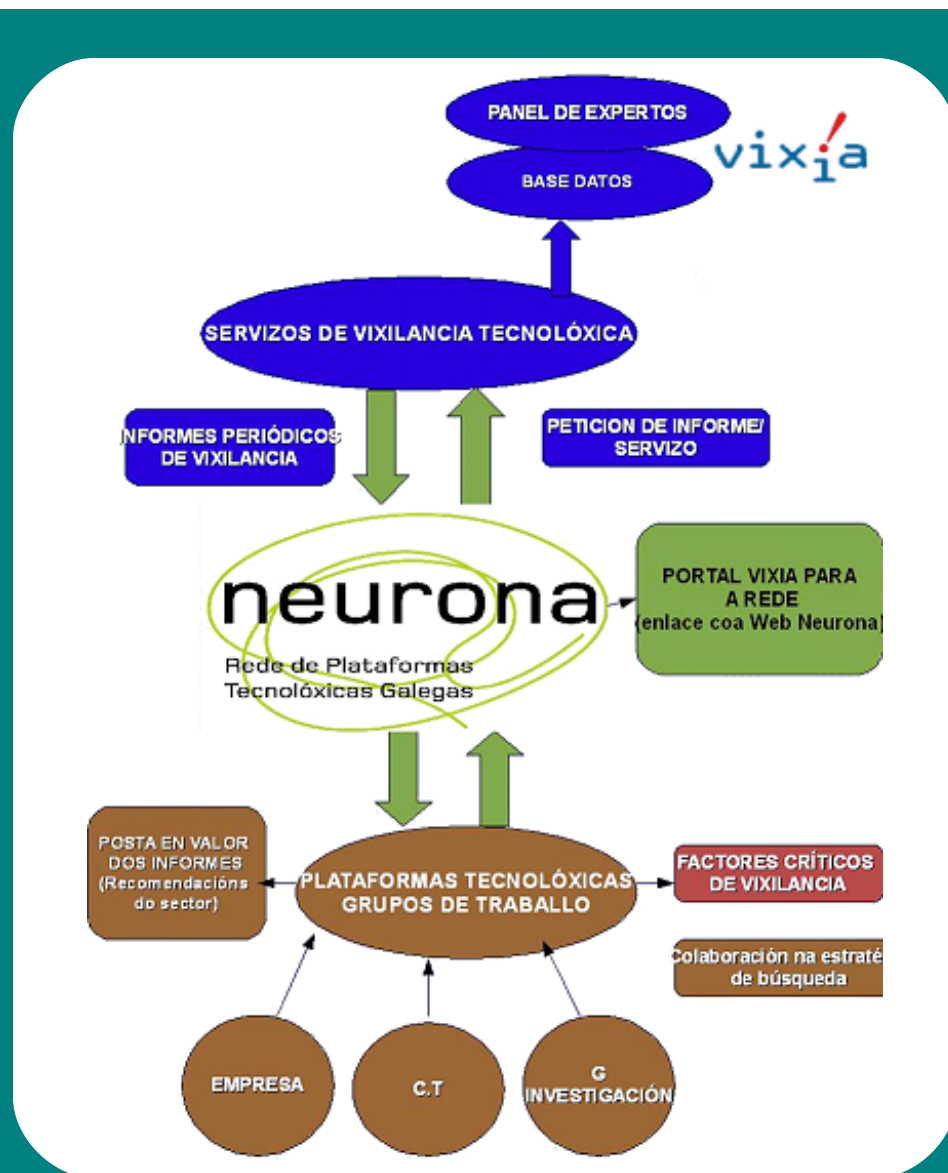 PANEL DE EXPERTOS
vixia
BASE DATOS
SERVIZOS DE VIXILANCIA TECNOLÓXICA
INFORMES PERIÓDICOS
DE VIXILANCIA
PETICION DE INFORME/
SERVIZO
neurona
Rede de Plataformas
Tecnolóxicas Galegas
PORTAL VIXIA PARA
A REDE
(enlace coa Web Neurona)
POSTA EN VALOR
DOS INFORMES
(Recomendacións
do sector)
PLATAFORMAS TECNOLÓXICAS
GRUPOS DE TRABALLO
FACTORES CRÍTICOS
DE VIXILANCIA
Colaboración na estraté
de búsqueda
EMPRESA
C.T
G
INVESTIGACIÓN